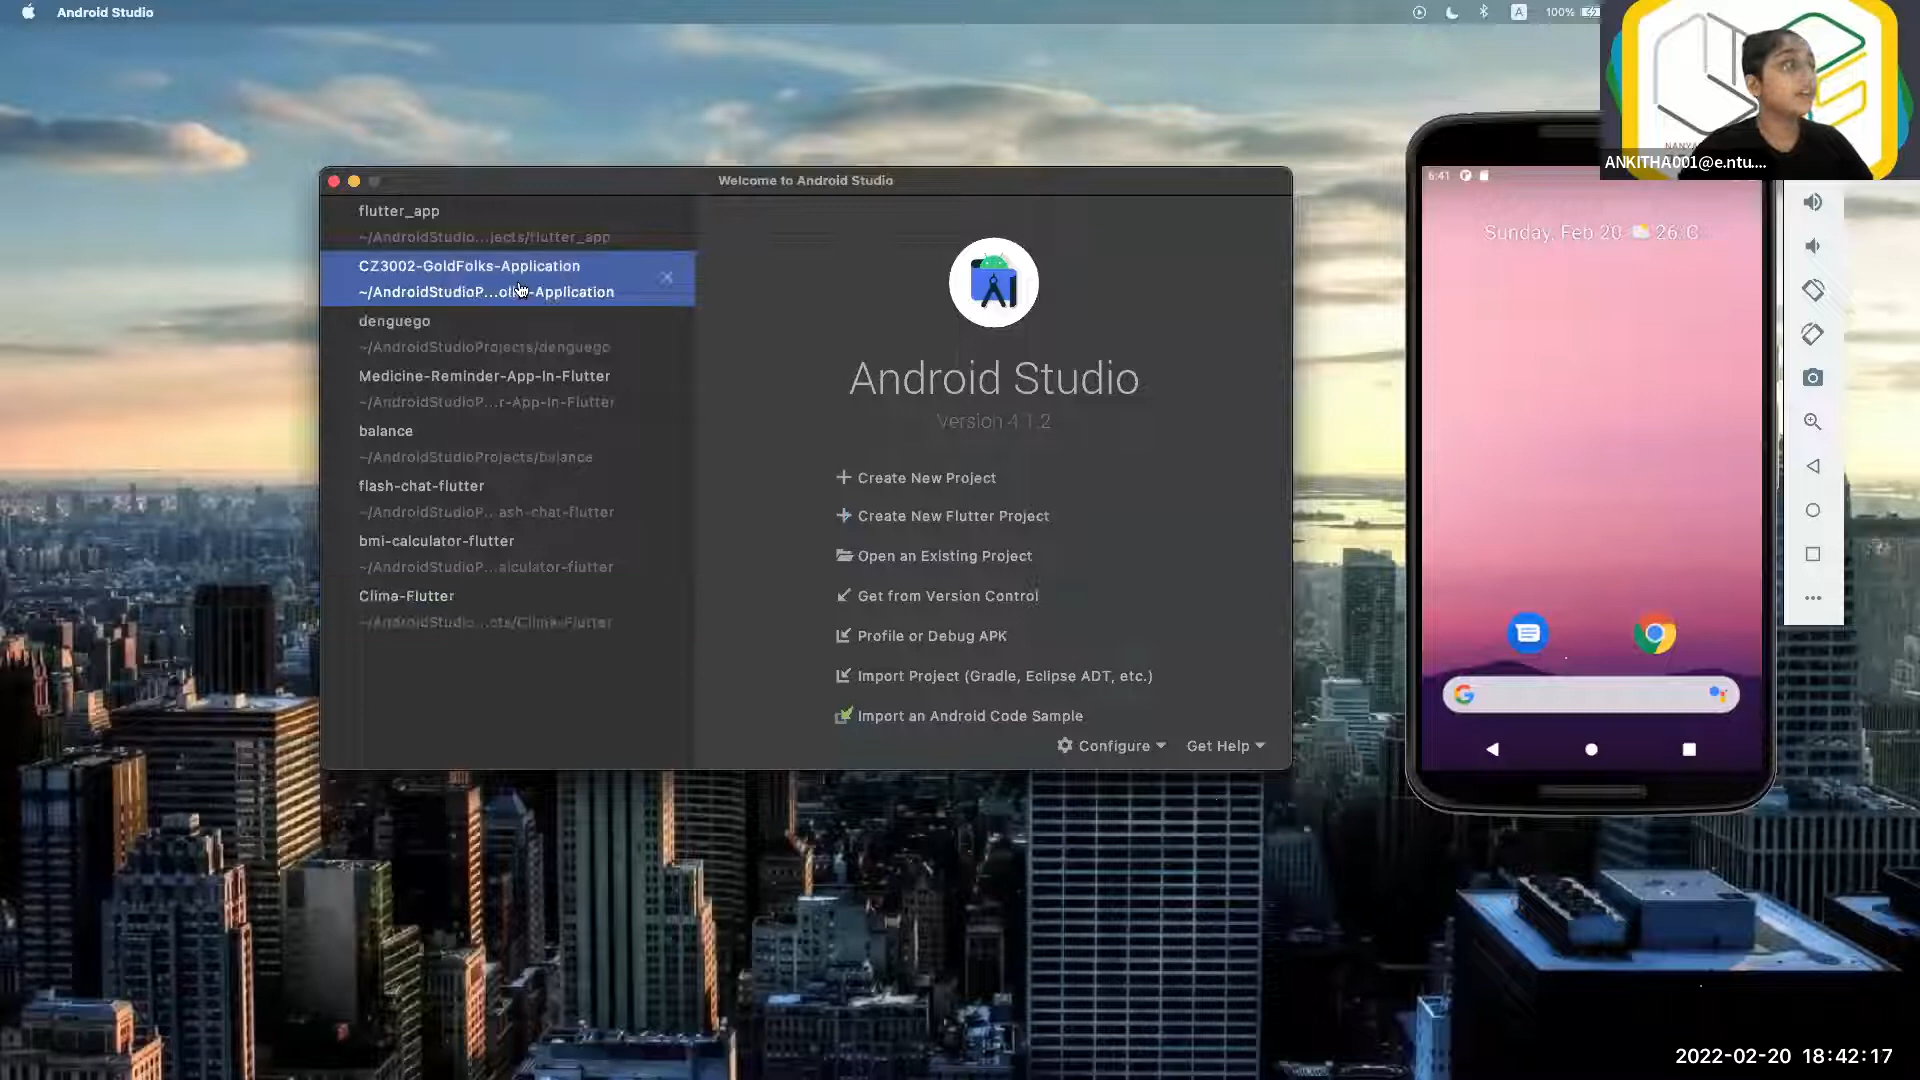 Android Studio
A
100%
ANKITHA001@e.ntu....
Welcome to Android Studio
flutter_app
~/AndroidStudio...jects/flutter_app
CZ3002-GoldFolks-Application
~/AndroidStudioP...olks-Application
denguego
~/AndroidStudioProjects/denguego
Medicine-Reminder-App-In-Flutter
~/AndroidStudioP...r-App-In-Flutter
balance
~/AndroidStudioProjects/balance
flash-chat-flutter
~/AndroidStudioP...ash-chat-flutter
bmi-calculator-flutter
~/AndroidStudioP...alculator-flutter
Clima-Flutter
~/AndroidStudio...cts/Clima-Flutter
Android Studio
Version 4.1.2
Create New Project
Create New Flutter Project
Open an Existing Project
Get from Version Control
Profile or Debug APK
Import Project (Gradle, Eclipse ADT, etc.)
Import an Android Code Sample
Configure
Get Help
6:41
Sunday, Feb 20 26°C
2022-02-20 18:42:17